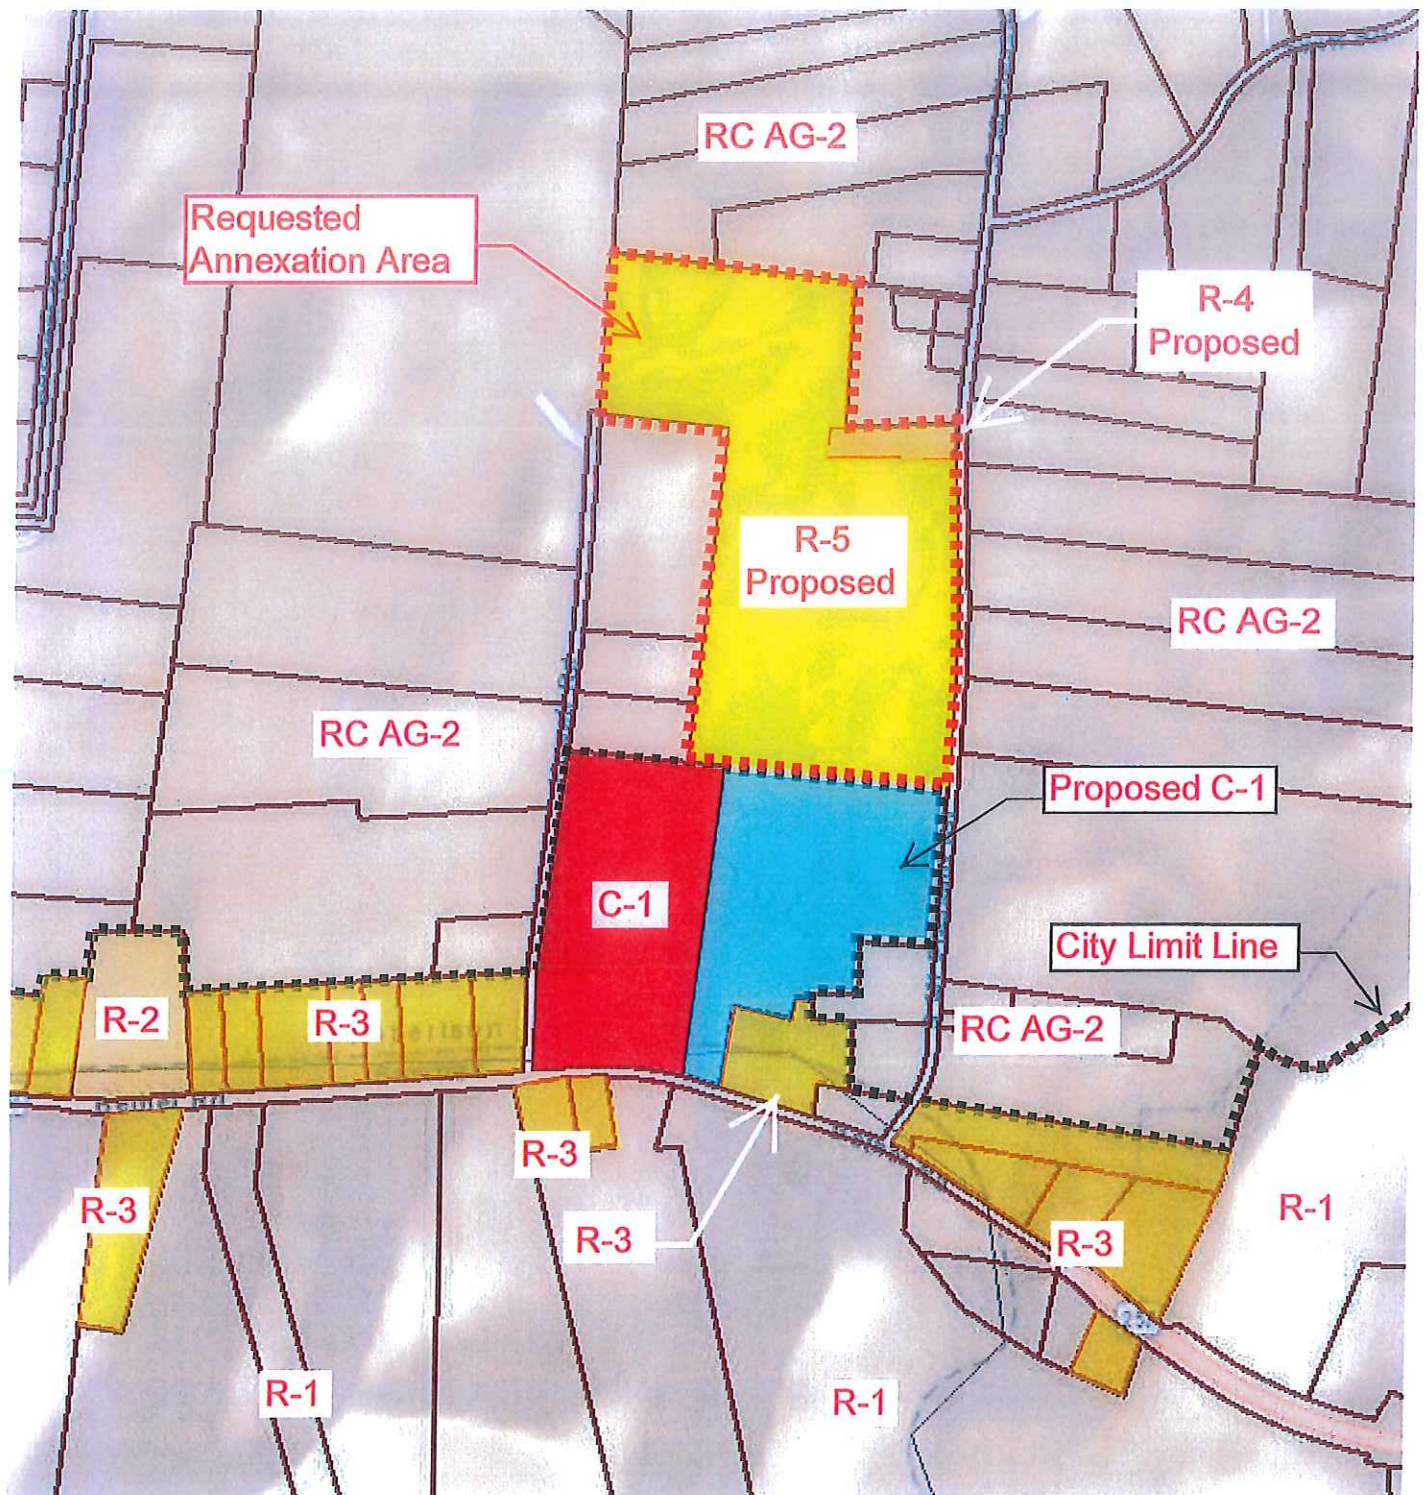 RC AG-2
Requested
Annexation Area
R-4
Proposed
R-5
Proposed
RC AG-2
RC AG-2
Proposed C-1
C-1
City Limit Line
R-2
R-3
RC AG-2
R-3
R-3
R-3
R-1
R-3
R-1
R-1